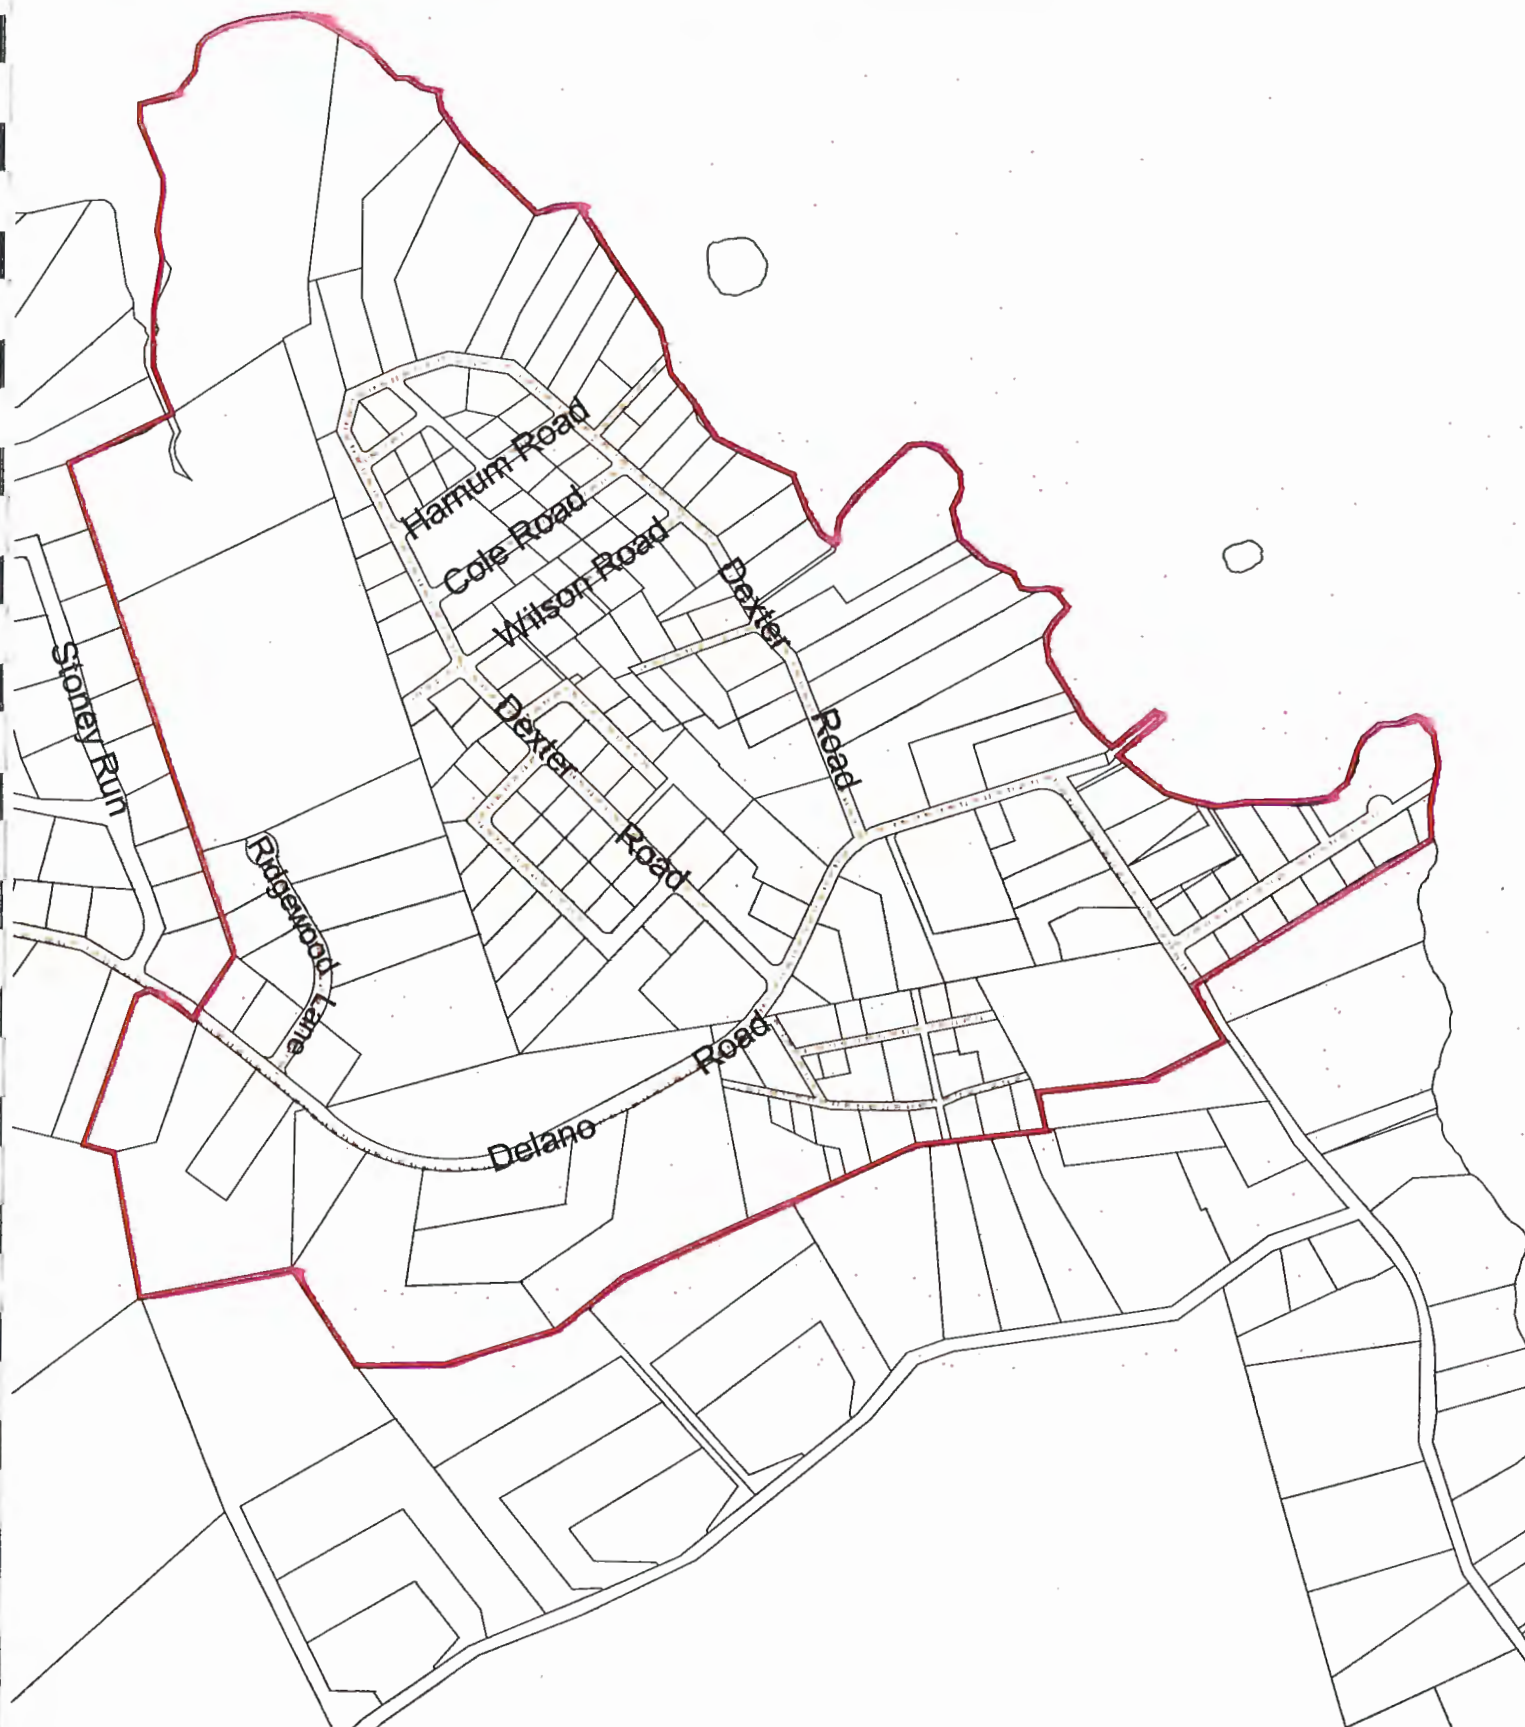 Harnum Road
Cole Road
Wilson Road
Dexter
Road
Dexter
Road
Stoney Run
Ridgewood Lane
Delano
Road